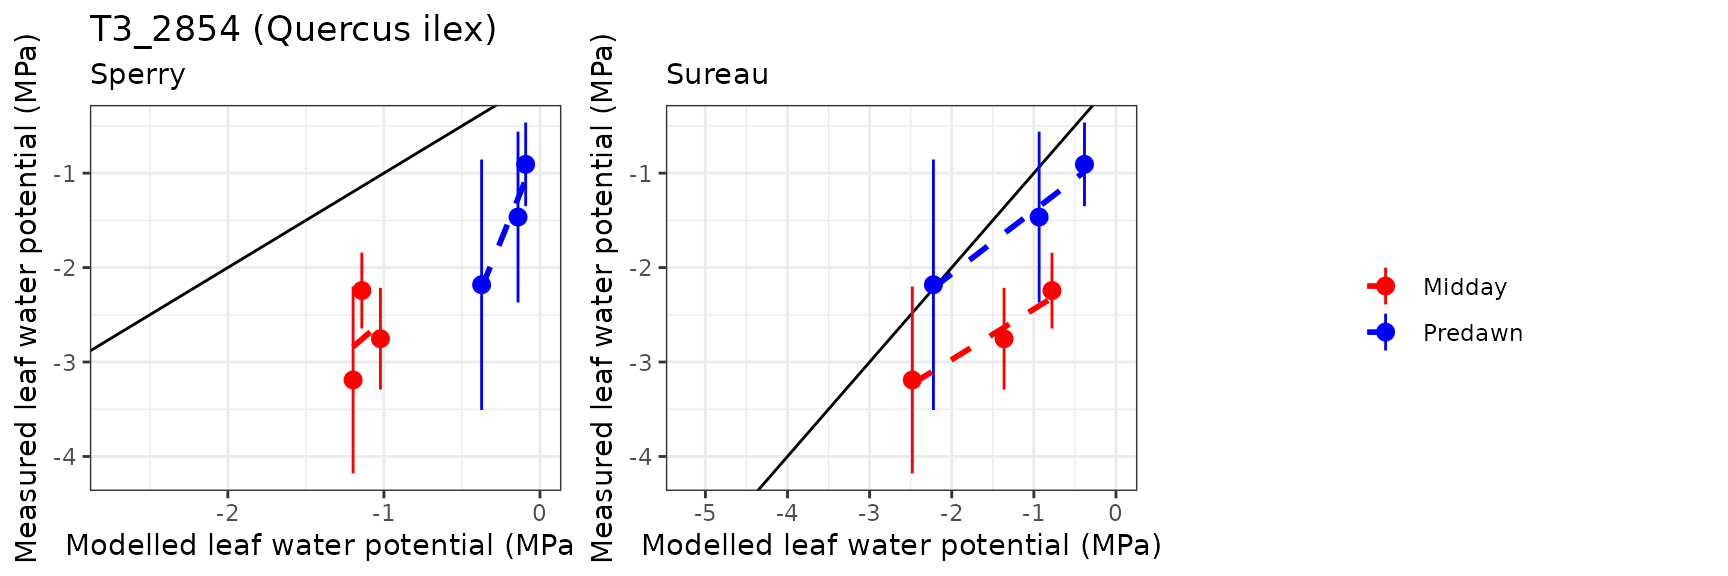 T3_2854 (Quercus ilex)
Sperry
Measured leaf water potential (MPa)
-1
-2
-3
-4
-2
-1
0
Modelled leaf water potential (MPa
Sureau
Measured leaf water potential (MPa)
-1
-2
-3
-4
-5
-4
-3
-2
-1
0
Modelled leaf water potential (MPa)
Midday
Predawn